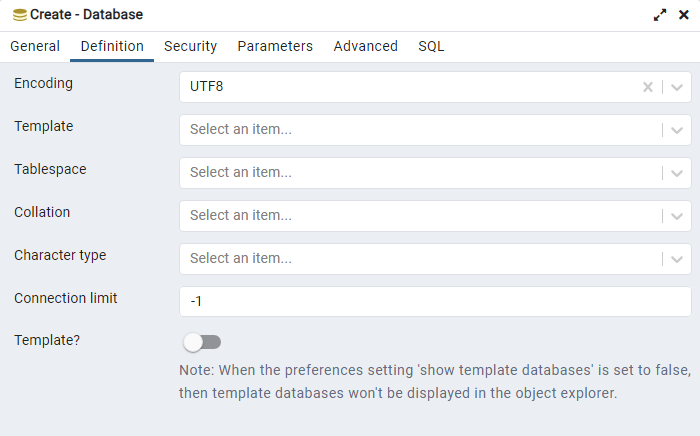 Create - Database
General Definition Security Parameters Advanced SQL
Encoding UTF8
Template Select an item...
Tablespace Select an item...
Collation Select an item...
Character type Select an item...
Connection limit -1
Template?
Note: When the preferences setting 'show template databases' is set to false,
then template databases won't be displayed in the object explorer.